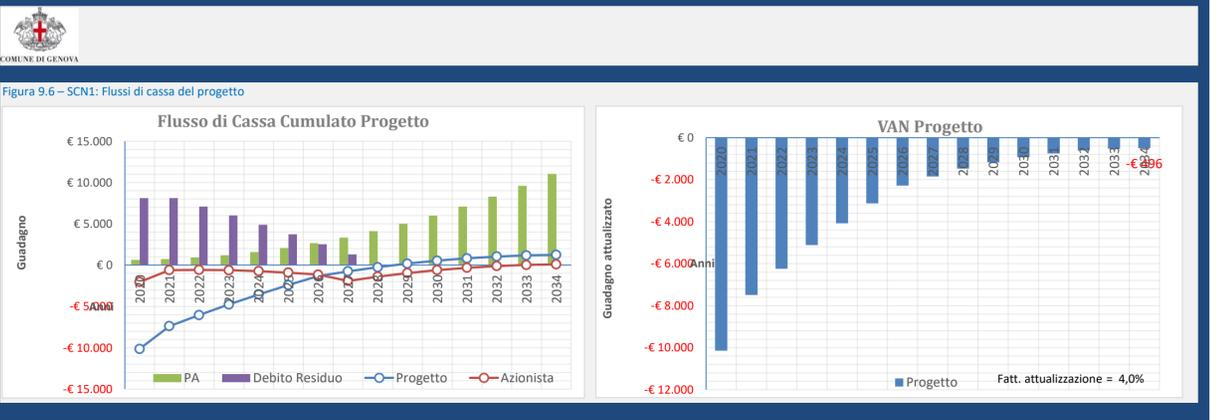 COMUNE DI GENOVA
Figura 9.6 – SCN1: Flussi di cassa del progetto
Flusso di Cassa Cumulato Progetto
Guadagno
€ 15.000
€ 10.000
€ 5.000
€ 0
-€ 5.000
-€ 10.000
-€ 15.000
Anni
2020 2021 2022 2023 2024 2025 2026 2027 2028 2029 2030 2031 2032 2033 2034
PA Debito Residuo Progetto Azionista
VAN Progetto
Guadagno attualizzato
€ 0
-€ 2.000
-€ 4.000
-€ 6.000
-€ 8.000
-€ 10.000
-€ 12.000
Anni
2020 2021 2022 2023 2024 2025 2026 2027 2028 2029 2030 2031 2032 2033 2034
-€ 496
Progetto
Fatt. attualizzazione = 4,0%